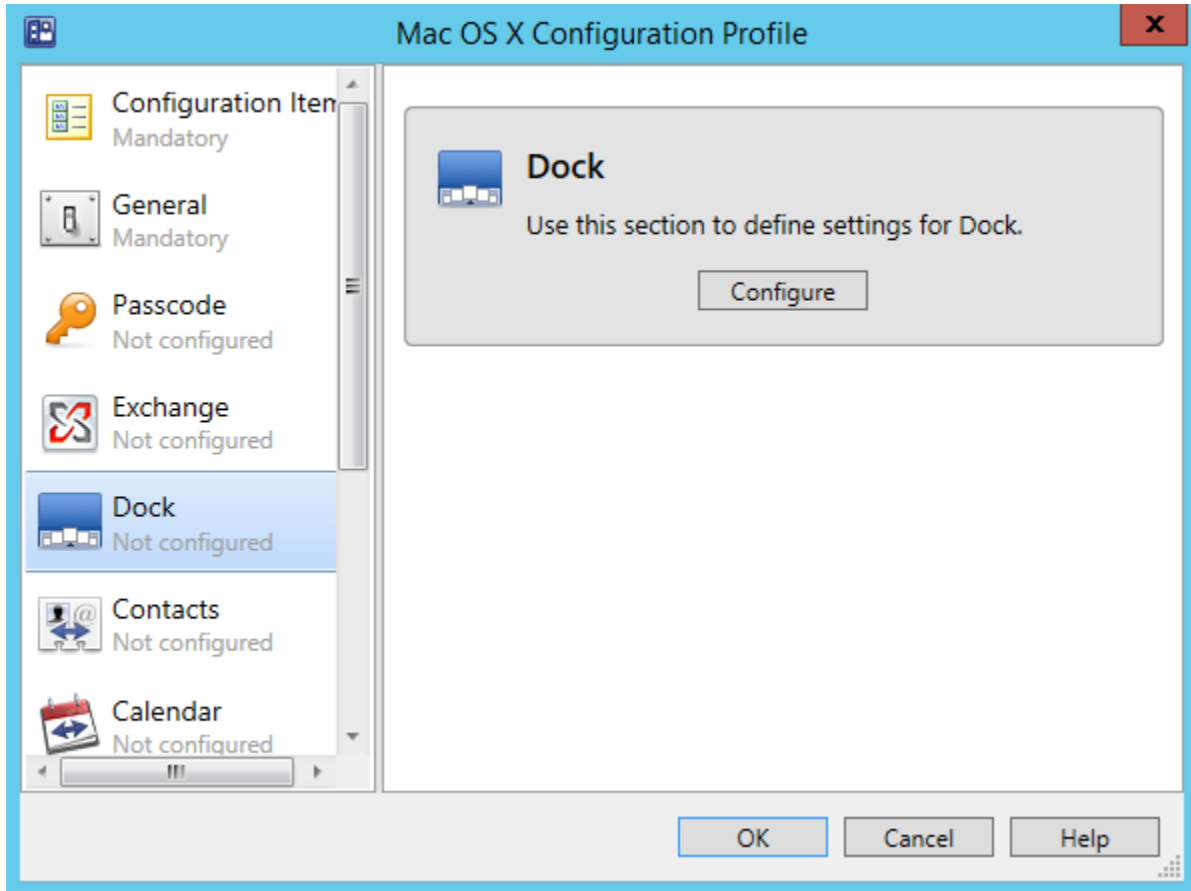 Mac OS X Configuration Profile
x
Configuration Item
Mandatory
General
Mandatory
Passcode
Not configured
Exchange
Not configured
Dock
Not configured
Contacts
Not configured
Calendar
Not configured
Dock
Use this section to define settings for Dock.
Configure
OK
Cancel
Help